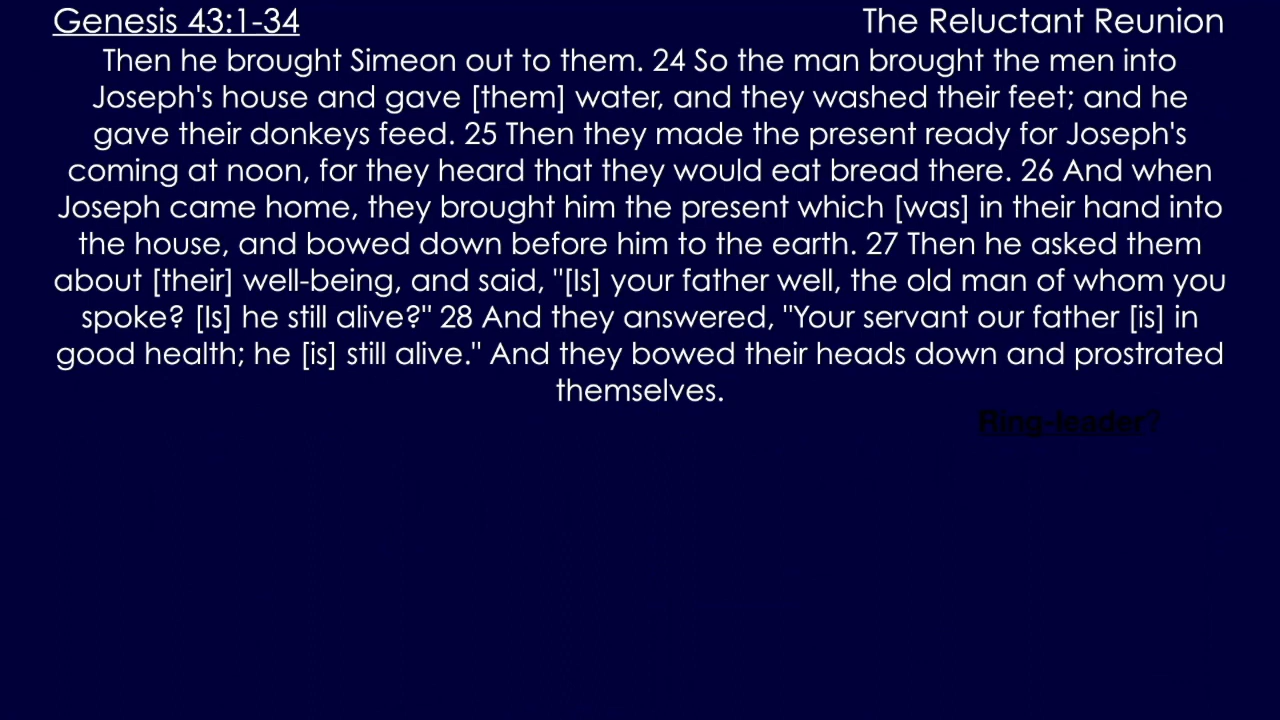 Genesis 43:1-34 The Reluctant Reunion
Then he brought Simeon out to them. 24 So the man brought the men into
Joseph's house and gave [them] water, and they washed their feet; and he
gave their donkeys feed. 25 Then they made the present ready for Joseph's
coming at noon, for they heard that they would eat bread there. 26 And when
Joseph came home, they brought him the present which [was] in their hand into
the house, and bowed down before him to the earth. 27 Then he asked them
about [their] well-being, and said, "[Is] your father well, the old man of whom you
spoke? [Is] he still alive?" 28 And they answered, "Your servant our father [is] in
good health; he [is] still alive." And they bowed their heads down and prostrated
themselves.
Ring-leader?